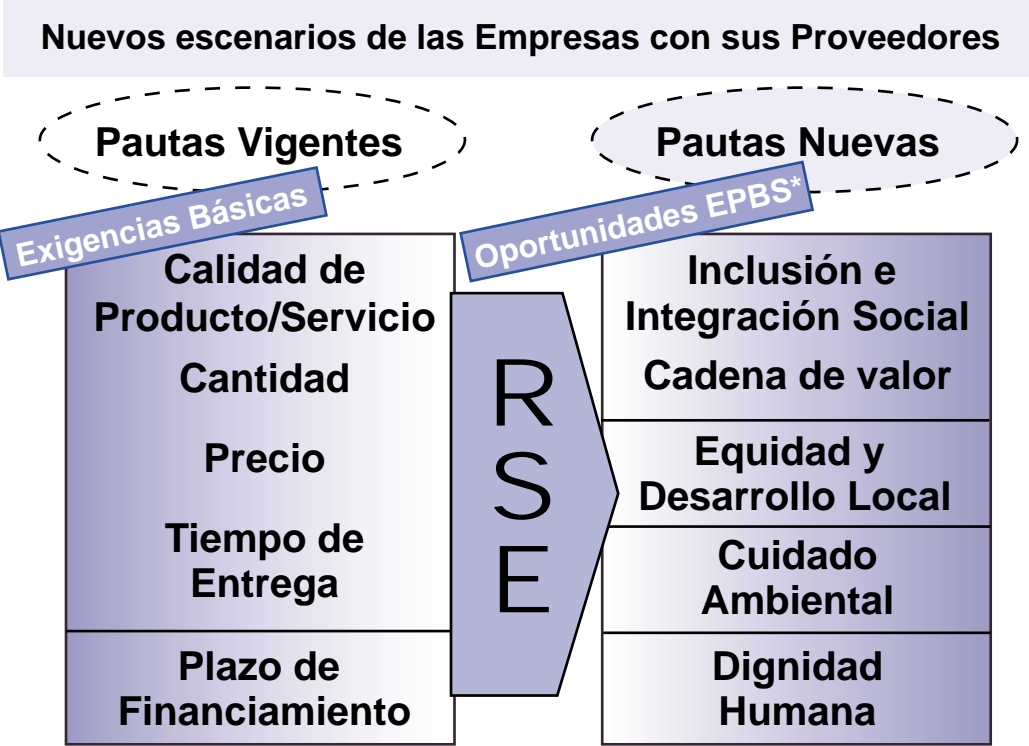 Nuevos escenarios de las Empresas con sus Proveedores
Pautas Vigentes
Exigencias Básicas
Calidad de
Producto/Servicio
Cantidad
Precio
Tiempo de
Entrega
Plazo de
Financiamiento
R
S
E
Pautas Nuevas
Oportunidades EPBS*
Inclusión e
Integración Social
Cadena de valor
Equidad y
Desarrollo Local
Cuidado
Ambiental
Dignidad
Humana